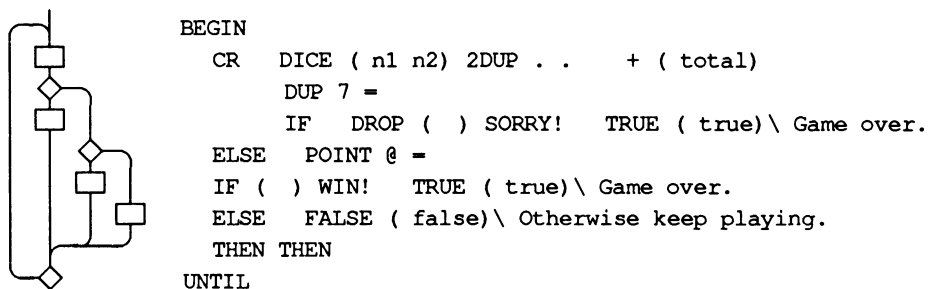 BEGIN
CR DICE ( n1 n2) 2DUP . . + ( total)
DUP 7 =
IF DROP ( ) SORRY! TRUE ( true)\ Game over.
ELSE POINT @ =
IF ( ) WIN! TRUE ( true)\ Game over.
ELSE FALSE ( false)\ Otherwise keep playing.
THEN THEN
UNTIL